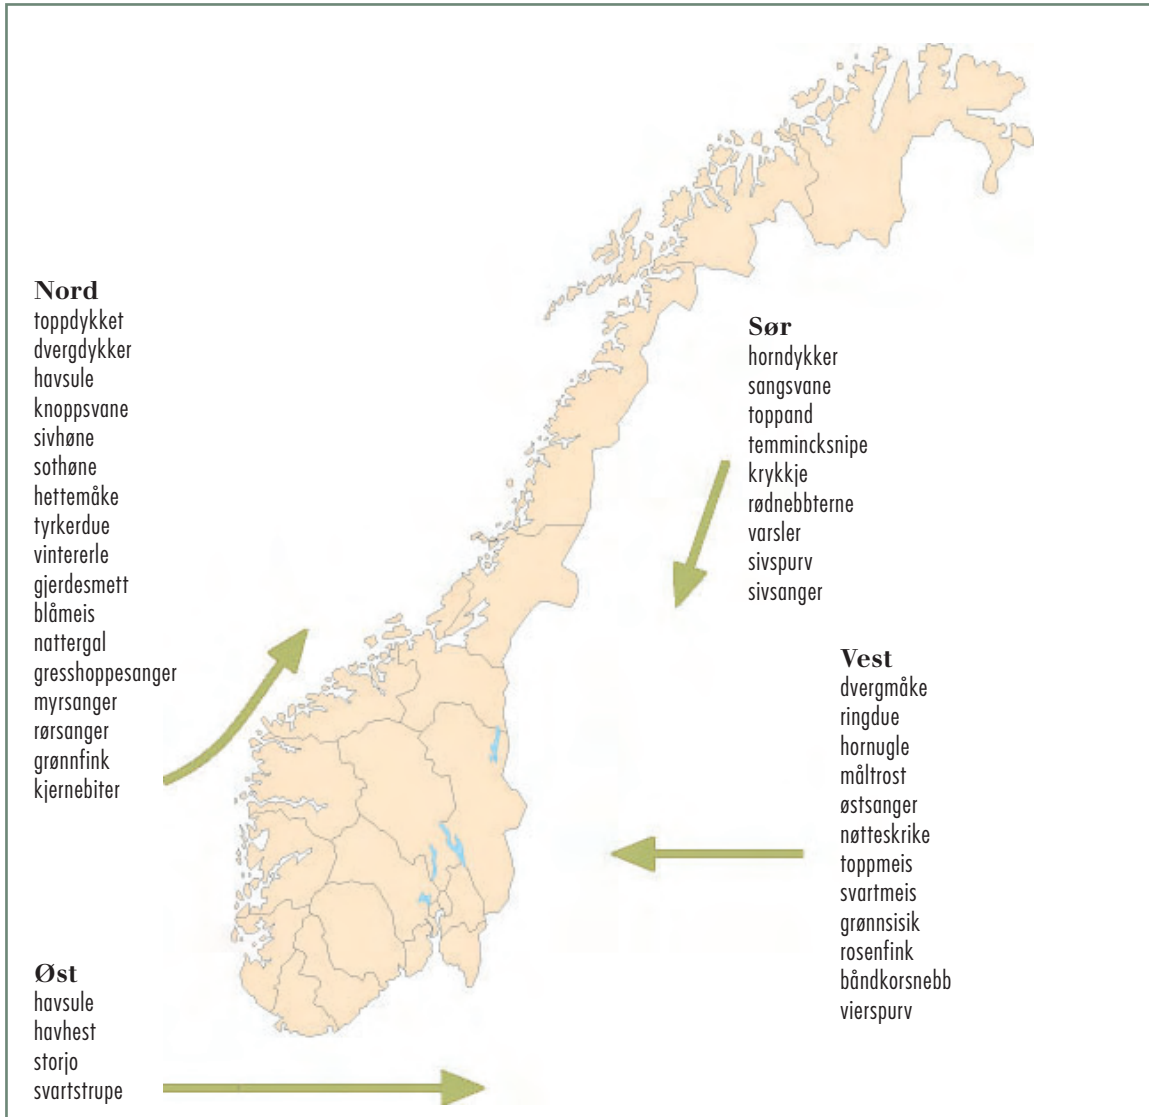 Nord
toppdykket
dvergdykker
havsule
knoppsvane
sivhøne
sothøne
hettemåke
tyrkerdue
vintererle
gjerdesmett
blåmeis
nattergal
gresshoppesanger
myrsanger
rørsanger
grønnfink
kjernebiter
Øst
havsule
havhest
storjo
svartstrupe
Sør
horndykker
sangsvane
toppand
temmincksnipe
krykkje
rødnebbterne
varsler
sivspurv
sivsanger
Vest
dvergmåke
ringdue
hornugle
måltrost
østsanger
nøtteskrike
toppmeis
svartmeis
grønnsisik
rosenfink
båndkorsnebb
vierspurv